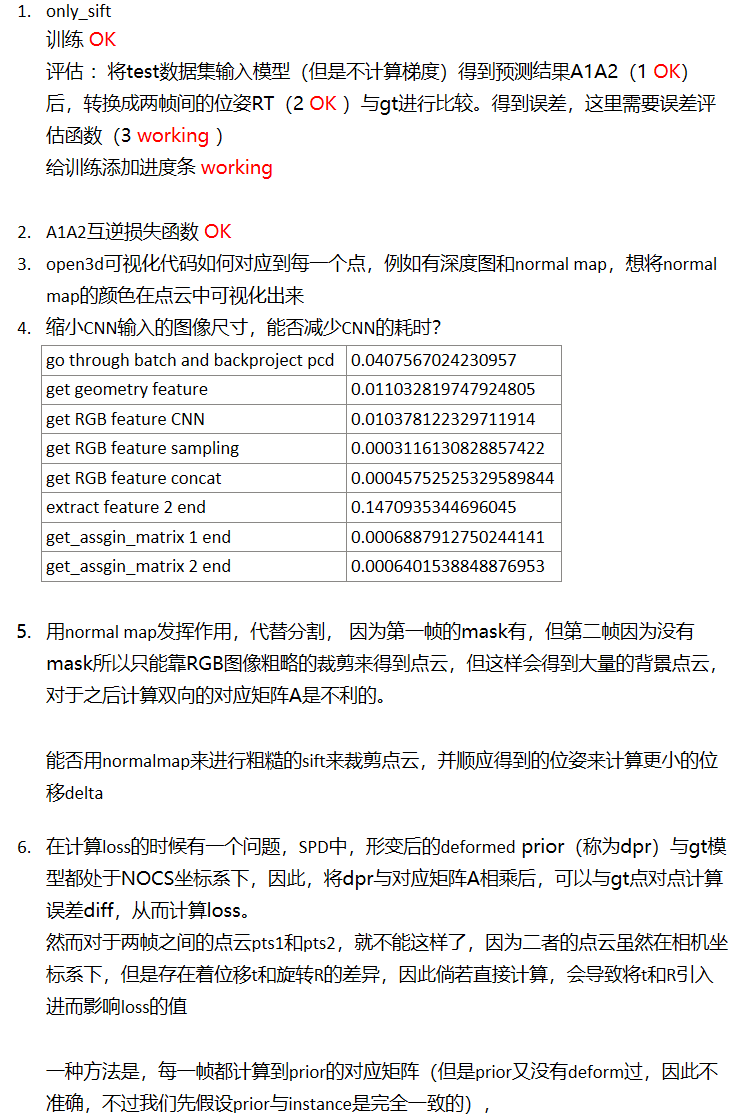 1. only_sift
训练 OK
评估 ：将test数据集输入模型（但是不计算梯度）得到预测结果A1A2（1 OK）
后，转换成两帧间的位姿RT（2 OK ）与gt进行比较。得到误差，这里需要误差评
估函数（3 working ）
给训练添加进度条 working
2. A1A2互逆损失函数 OK
3. open3d可视化代码如何对应到每一个点，例如有深度图和normal map，想将normal
map的颜色在点云中可视化出来
4. 缩小CNN输入的图像尺寸，能否减少CNN的耗时？
go through batch and backproject pcd 0.0407567024230957
get geometry feature 0.011032819747924805
get RGB feature CNN 0.010378122329711914
get RGB feature sampling 0.0003116130828857422
get RGB feature concat 0.00045752525329589844
extract feature 2 end 0.1470935344696045
get_assgin_matrix 1 end 0.0006887912750244141
get_assgin_matrix 2 end 0.0006401538848876953
5. 用normal map发挥作用，代替分割， 因为第一帧的mask有，但第二帧因为没有
mask所以只能靠RGB图像粗略的裁剪来得到点云，但这样会得到大量的背景点云，
对于之后计算双向的对应矩阵A是不利的。
能否用normalmap来进行粗糙的sift来裁剪点云，并顺应得到的位姿来计算更小的位
移delta
6. 在计算loss的时候有一个问题，SPD中，形变后的deformed prior（称为dpr）与gt模
型都处于NOCS坐标系下，因此，将dpr与对应矩阵A相乘后，可以与gt点对点计算
误差diff，从而计算loss。
然而对于两帧之间的点云pts1和pts2，就不能这样了，因为二者的点云虽然在相机坐
标系下，但是存在着位移t和旋转R的差异，因此倘若直接计算，会导致将t和R引入
进而影响loss的值
一种方法是，每一帧都计算到prior的对应矩阵（但是prior又没有deform过，因此不
准确，不过我们先假设prior与instance是完全一致的），